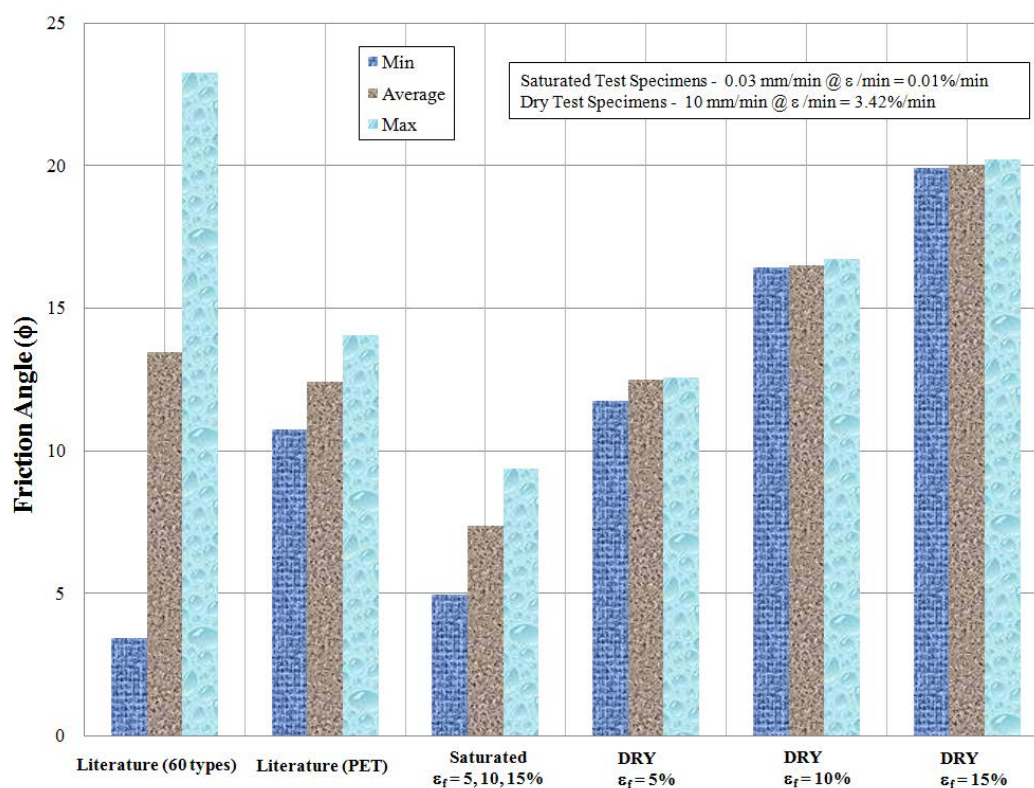 25
20
15
10
5
0
Friction Angle (ϕ)
Min
Average
Max
Saturated Test Specimens - 0.03 mm/min @ ε /min = 0.01%/min
Dry Test Specimens - 10 mm/min @ ε /min = 3.42%/min
Literature (60 types)
Literature (PET)
Saturated
εf = 5, 10, 15%
DRY
εf = 5%
DRY
εf = 10%
DRY
εf = 15%